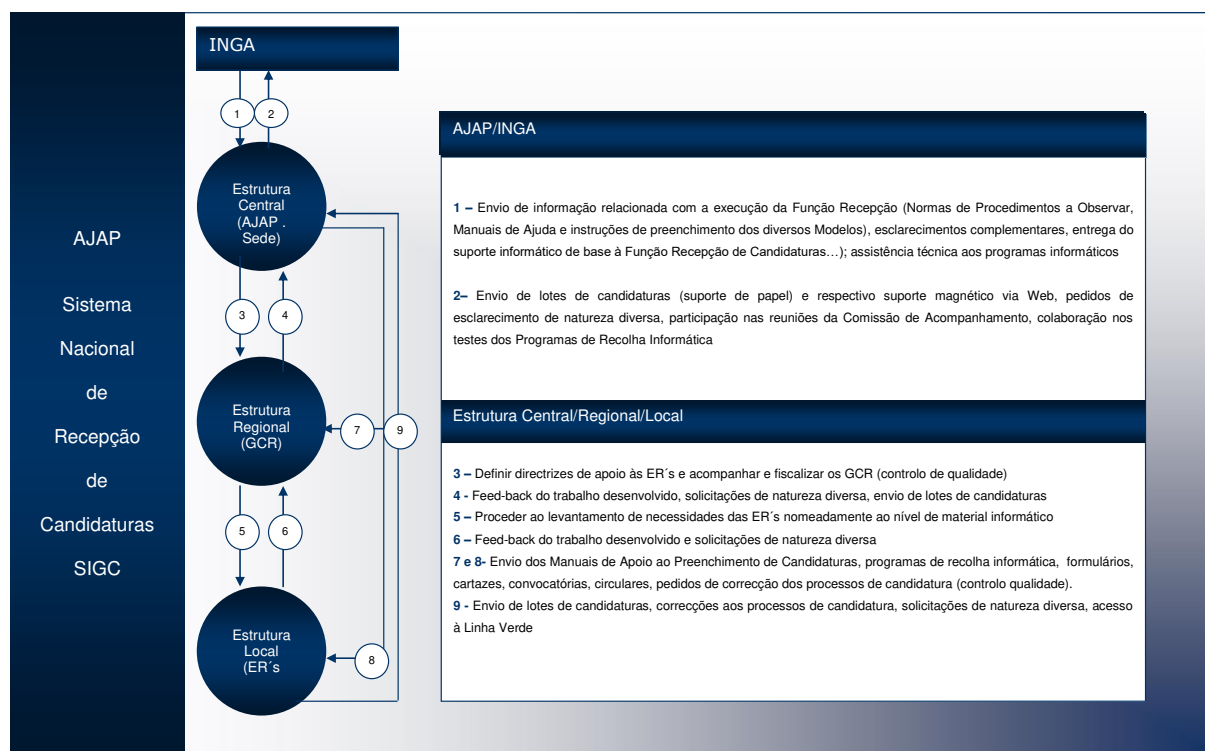 AJAP
Sistema
Nacional
de
Recepção
de
Candidaturas
SIGC
INGA
1
2
Estrutura
Central
(AJAP .
Sede)
3
4
Estrutura
Regional
(GCR)
7
9
5
6
Estrutura
Local
(ER´s
8
AJAP/INGA
1 – Envio de informação relacionada com a execução da Função Recepção (Normas de Procedimentos a Observar,
Manuais de Ajuda e instruções de preenchimento dos diversos Modelos), esclarecimentos complementares, entrega do
suporte informático de base à Função Recepção de Candidaturas…); assistência técnica aos programas informáticos
2– Envio de lotes de candidaturas (suporte de papel) e respectivo suporte magnético via Web, pedidos de
esclarecimento de natureza diversa, participação nas reuniões da Comissão de Acompanhamento, colaboração nos
testes dos Programas de Recolha Informática
Estrutura Central/Regional/Local
3 – Definir directrizes de apoio às ER´s e acompanhar e fiscalizar os GCR (controlo de qualidade)
4 - Feed-back do trabalho desenvolvido, solicitações de natureza diversa, envio de lotes de candidaturas
5 – Proceder ao levantamento de necessidades das ER´s nomeadamente ao nível de material informático
6 – Feed-back do trabalho desenvolvido e solicitações de natureza diversa
7 e 8- Envio dos Manuais de Apoio ao Preenchimento de Candidaturas, programas de recolha informática, formulários,
cartazes, convocatórias, circulares, pedidos de correcção dos processos de candidatura (controlo qualidade).
9 - Envio de lotes de candidaturas, correcções aos processos de candidatura, solicitações de natureza diversa, acesso
à Linha Verde